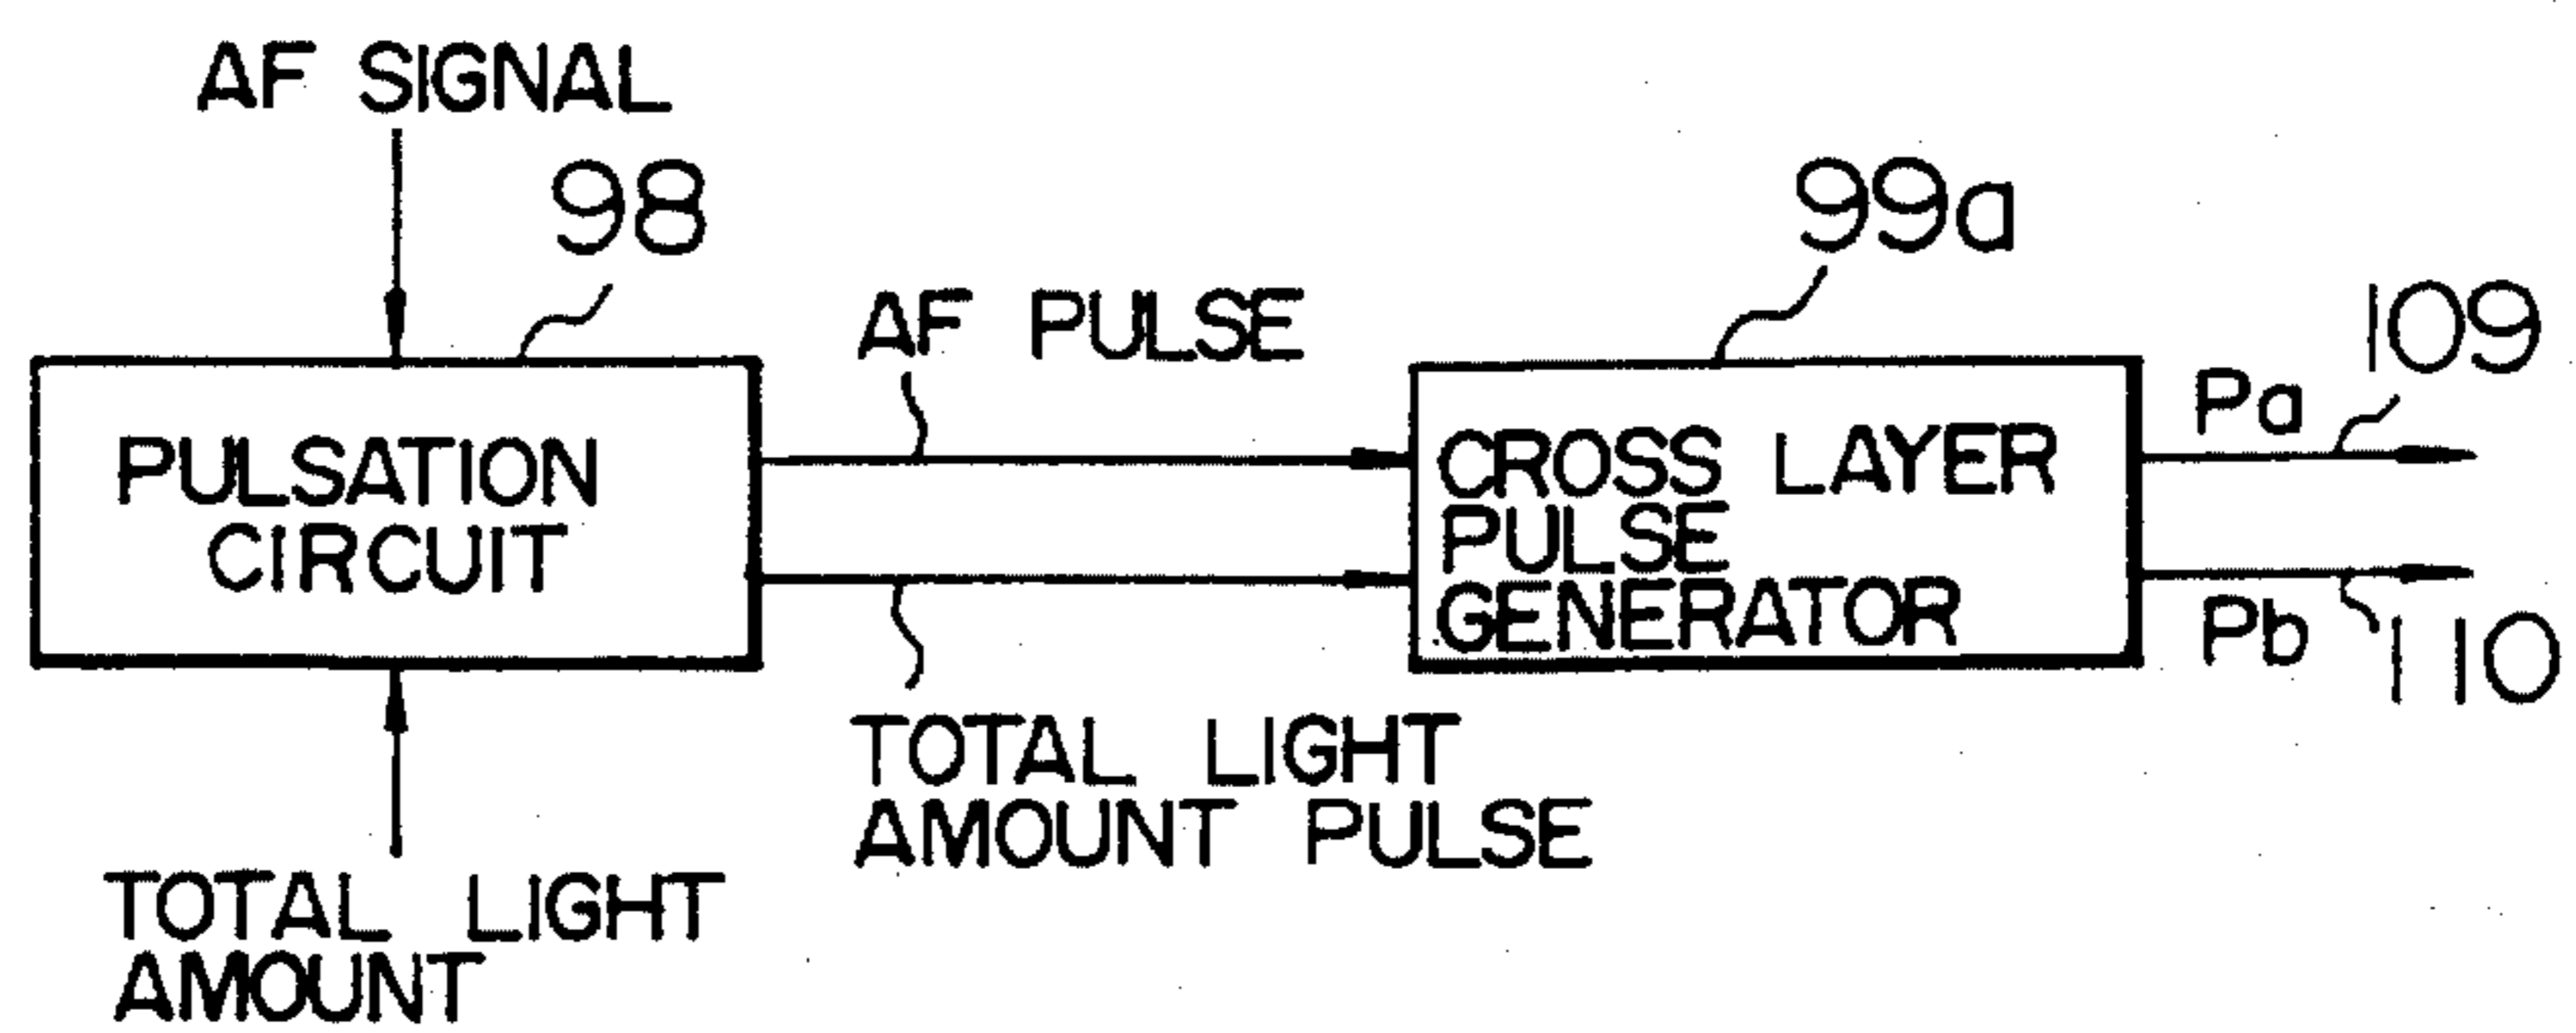 AF SIGNAL
98
99a
AF PULSE
109
Pa
PULSATION
CIRCUIT
CROSS LAYER
PULSE
GENERATOR
Pb
110
TOTAL LIGHT
AMOUNT PULSE
TOTAL LIGHT
AMOUNT